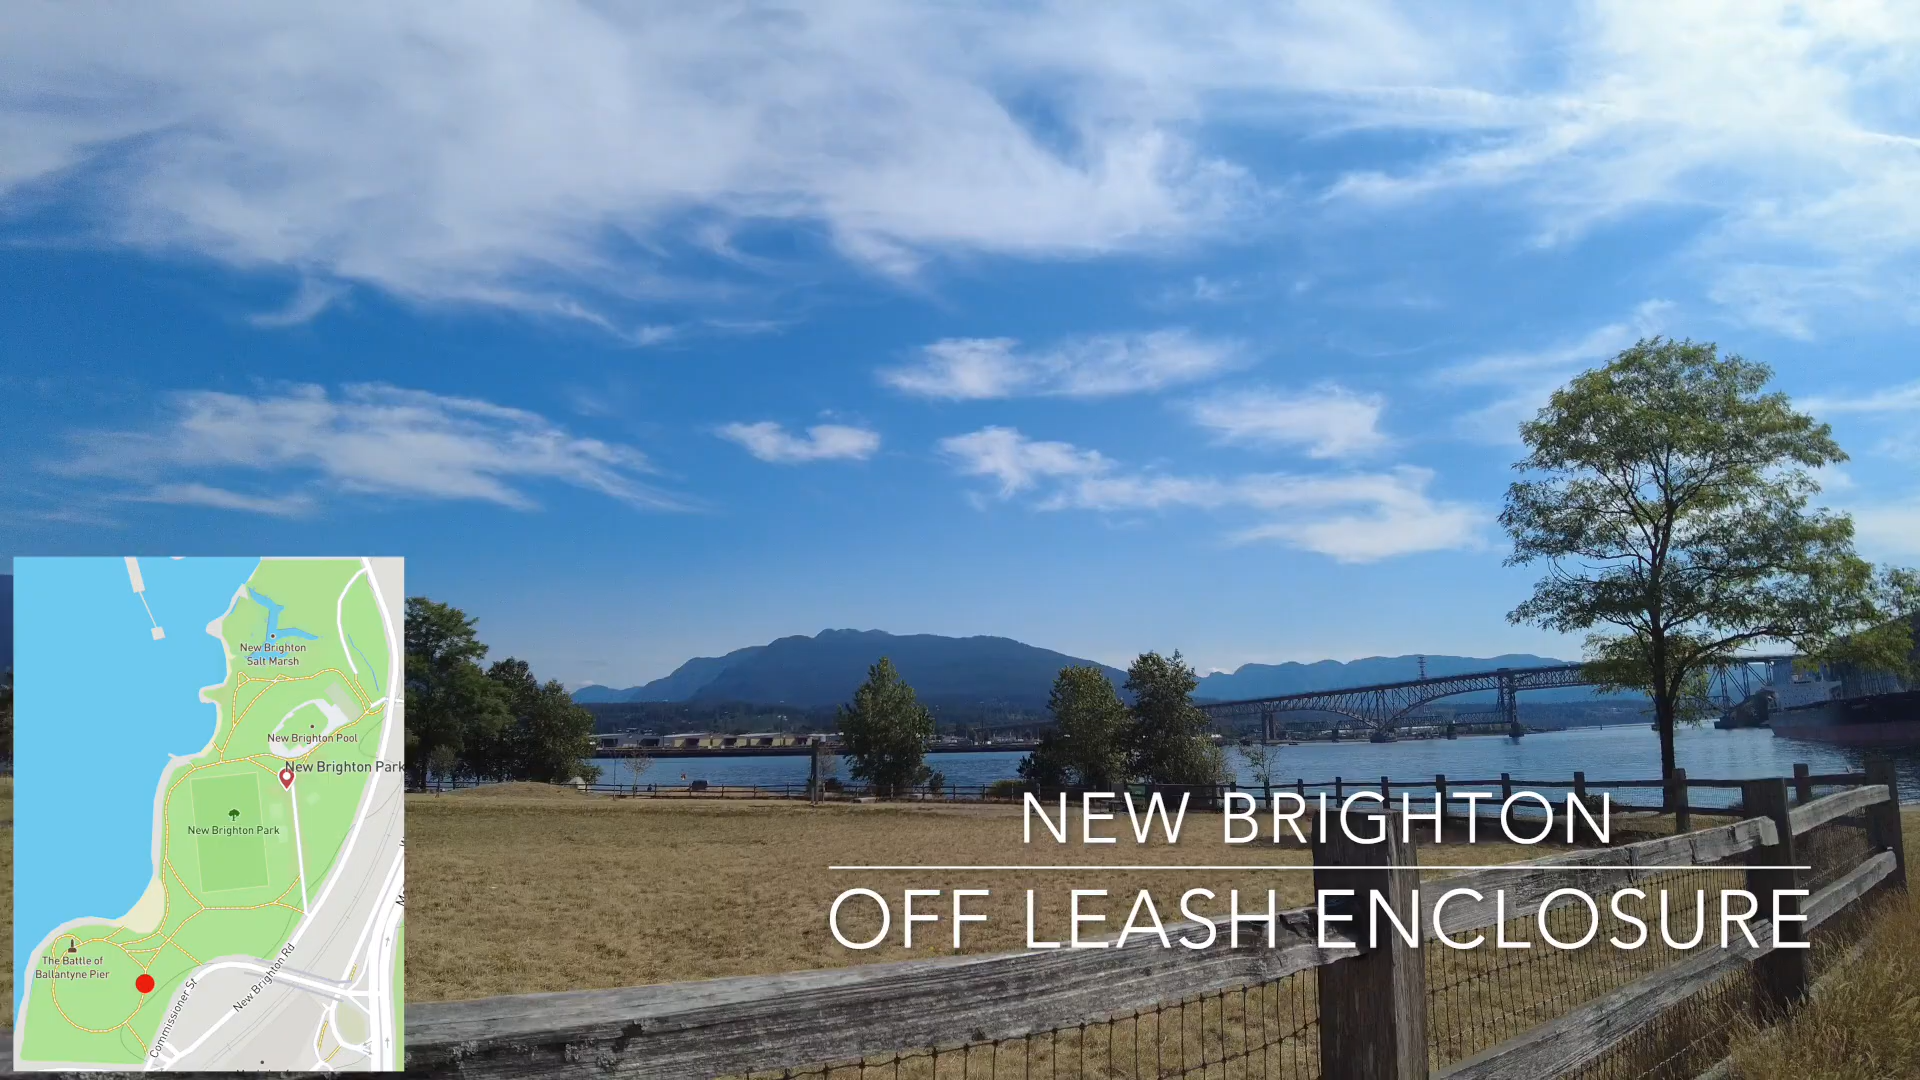 New Brighton
Salt Marsh
New Brighton Pool
New Brighton Park
New Brighton Park
The Battle of
Ballantyne Pier
Commissioner St
New Brighton Rd
NEW BRIGHTON
OFF LEASH ENCLOSURE